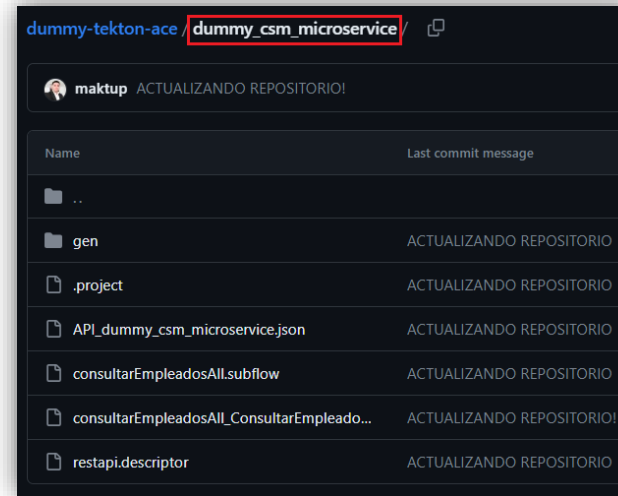 dummy-tekton-ace / dummy_csm_microservice /
maktup ACTUALIZANDO REPOSITORIO!
Name Last commit message
..
gen ACTUALIZANDO REPOSITORIO
.project ACTUALIZANDO REPOSITORIO
API_dummy_csm_microservice.json ACTUALIZANDO REPOSITORIO
consultarEmpleadosAll.subflow ACTUALIZANDO REPOSITORIO
consultarEmpleadosAll_ConsultarEmpleado... ACTUALIZANDO REPOSITORIO!
restapi.descriptor ACTUALIZANDO REPOSITORIO